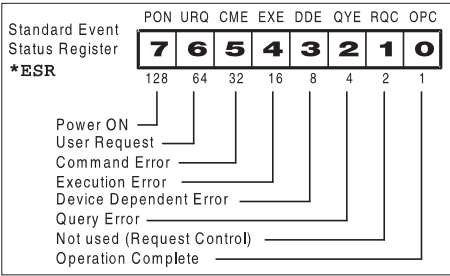 PON URQ CME EXE DDE QYE RQC OPC
Standard Event
Status Register
*ESR
7 6 5 4 3 2 1 0
128 64 32 16 8 4 2 1
Power ON
User Request
Command Error
Execution Error
Device Dependent Error
Query Error
Not used (Request Control)
Operation Complete